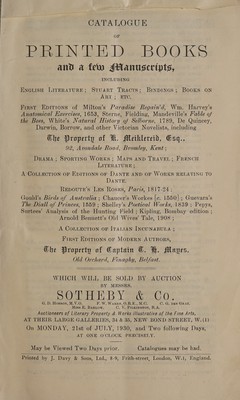 CATALOGUE
OF
PRINTED BOOKS
and a few Manuscripts,
INCLUDING
ENGLISH LITERATURE; STUART TRACTS; BINDINGS; BOOKS ON
ART; ETC.
FIRST EDITIONS of Milton's Paradise Regain'd, Wm. Harvey's
Anatomical Exercises, 1653, Sterne, Fielding, Mandeville's Fable of
the Bees, White's Natural History of Selborne, 1789, De Quincey,
Darwin, Borrow, and other Victorian Novelists, including
The Property of H. Meiklereid, Esq.,
92, Avondale Road, Bromley, Kent;
DRAMA; SPORTING WORKS; MAPS AND TRAVEL; FRENCH
LITERATURE;
A COLLECTION OF EDITIONS OF DANTE AND OF WORKS RELATING TO
DANTE;
REDOUTE'S LES ROSES, Paris, 1817-24;
Gould's Birds of Australia; Chaucer's Workes [c. 1550]; Guevara's
The Diall of Princes, 1559; Shelley's Poetical Works, 1839; Pepys,
Surtees' Analysis of the Hunting Field; Kipling, Bombay edition;
Arnold Bennett's Old Wives' Tale, 1908;
A COLLECTION OF ITALIAN INCUNABULA;
FIRST EDITIONS OF MODERN AUTHORS,
The Property of Captain C. H. Mayes,
Old Orchard, Finaghy, Belfast.
WHICH WILL BE SOLD BY AUCTION
BY MESSRS.
SOTHEBY & Co.
G. D. HOBSON, M.V.O.
Auctioneers of Literary Property & Works illustrative of the Fine Arts,
AT THEIR LARGE GALLERIES, 34 & 35, NEW BOND STREET, W.(1)
On MONDAY, 21st of JULY, 1930, and Two following Days,
AT ONE O'CLOCK PRECISELY.
May be Viewed Two Days prior. Catalogues may be had.
Printed by J. Davy & Sons, Ltd., 8-9, Frith-street, London, W.1, England.